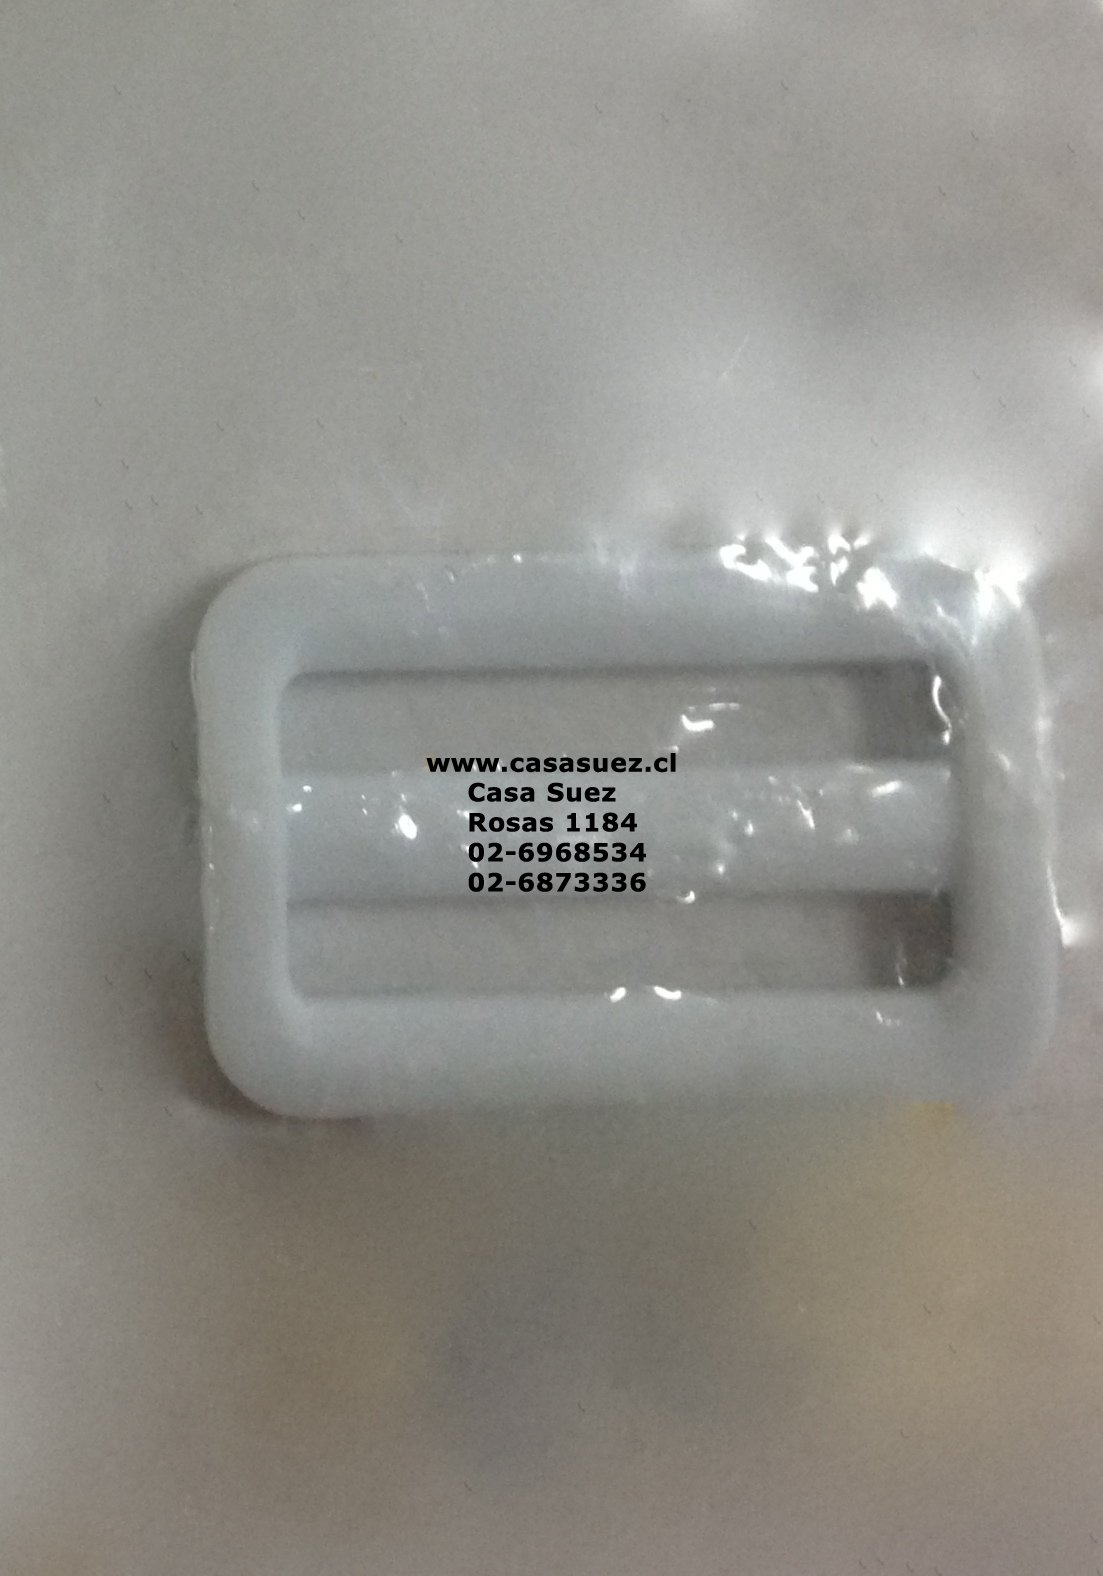 www.casasuez.cl
Casa Suez
Rosas 1184
02-6968534
02-6873336